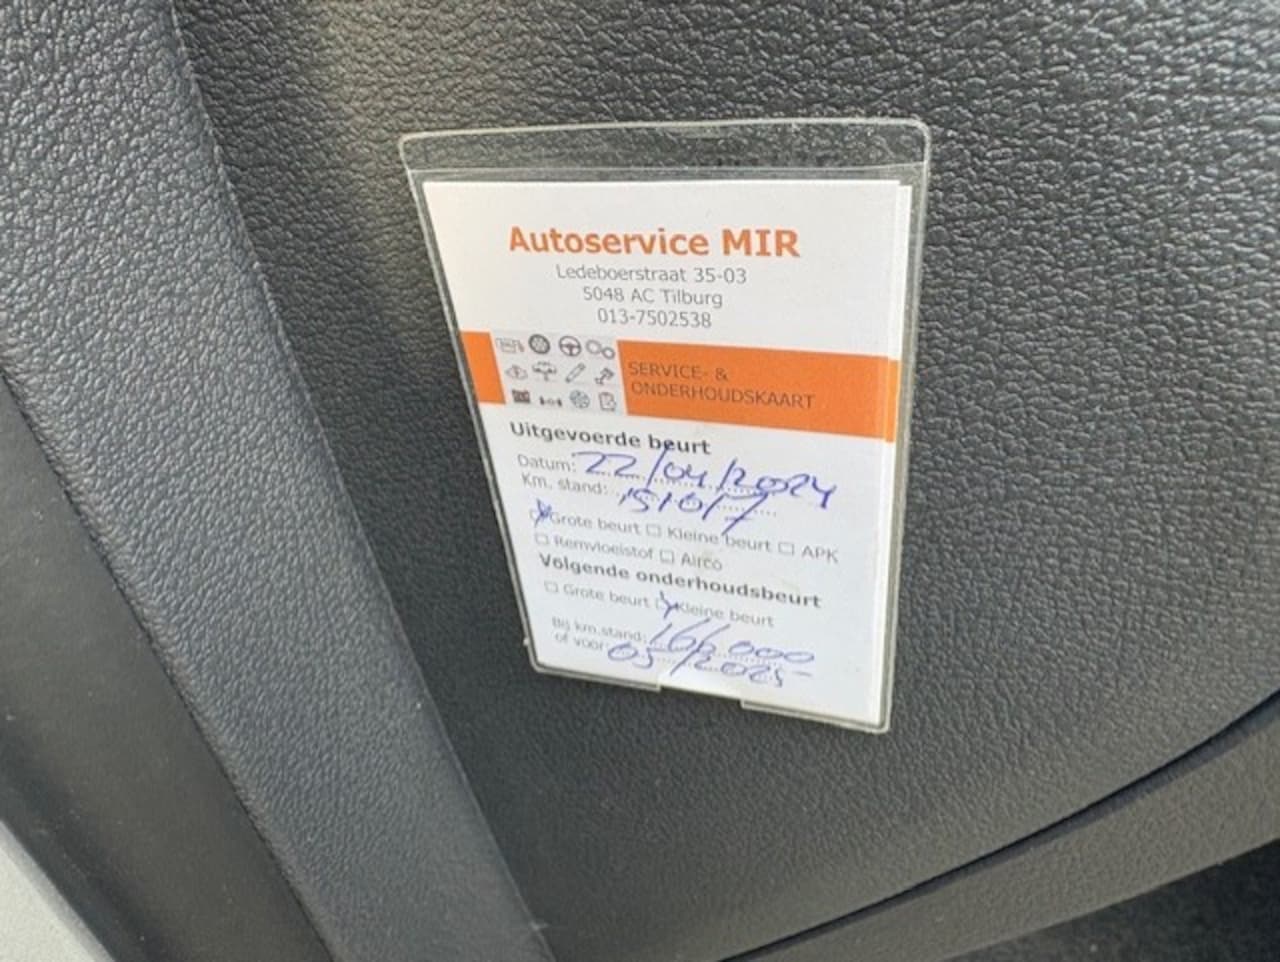 Autoservice MIR
Ledeboerstraat 35-03
5048 AC Tilburg
013-7502538
SERVICE- &
ONDERHOUDSKAART
Uitgevoerde beurt
Datum: 22/04/2024
Km. stand: 151017
Grote beurt □ Kleine beurt □ APK
□ Remvloeistof □ Airco
Volgende onderhoudsbeurt
□ Grote beurt Kleine beurt
Bij km.stand: 166.000
of voor: 05/2025